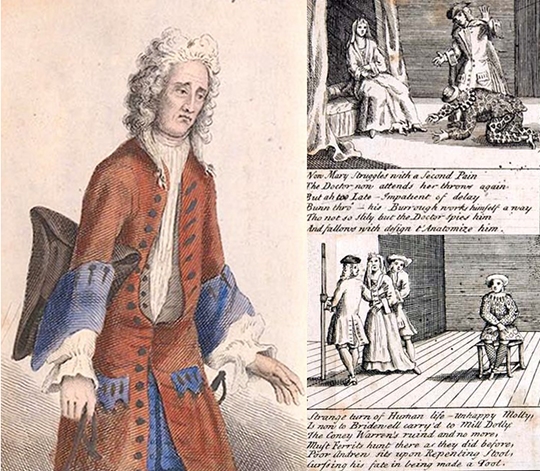 Now Mary Struggles with a Second Pain
The Doctor now attends her throws again
But ah too Late - Impatient of delay
Bunn thro' - his Burrough works himself a way
Tho not so Slily but the Doctor spies him
And fallows with design t'Anatomize him.
Strange turn of Human life - unhappy Molly,
Is now to Bridewell carry'd to Mill Dolly.
The Coney Warren's ruind and no more,
Must Ferrits hunt there as they did before,
Poor Andrew sits upon Repenting Stool,
Cursing his fate in being made a Fool.